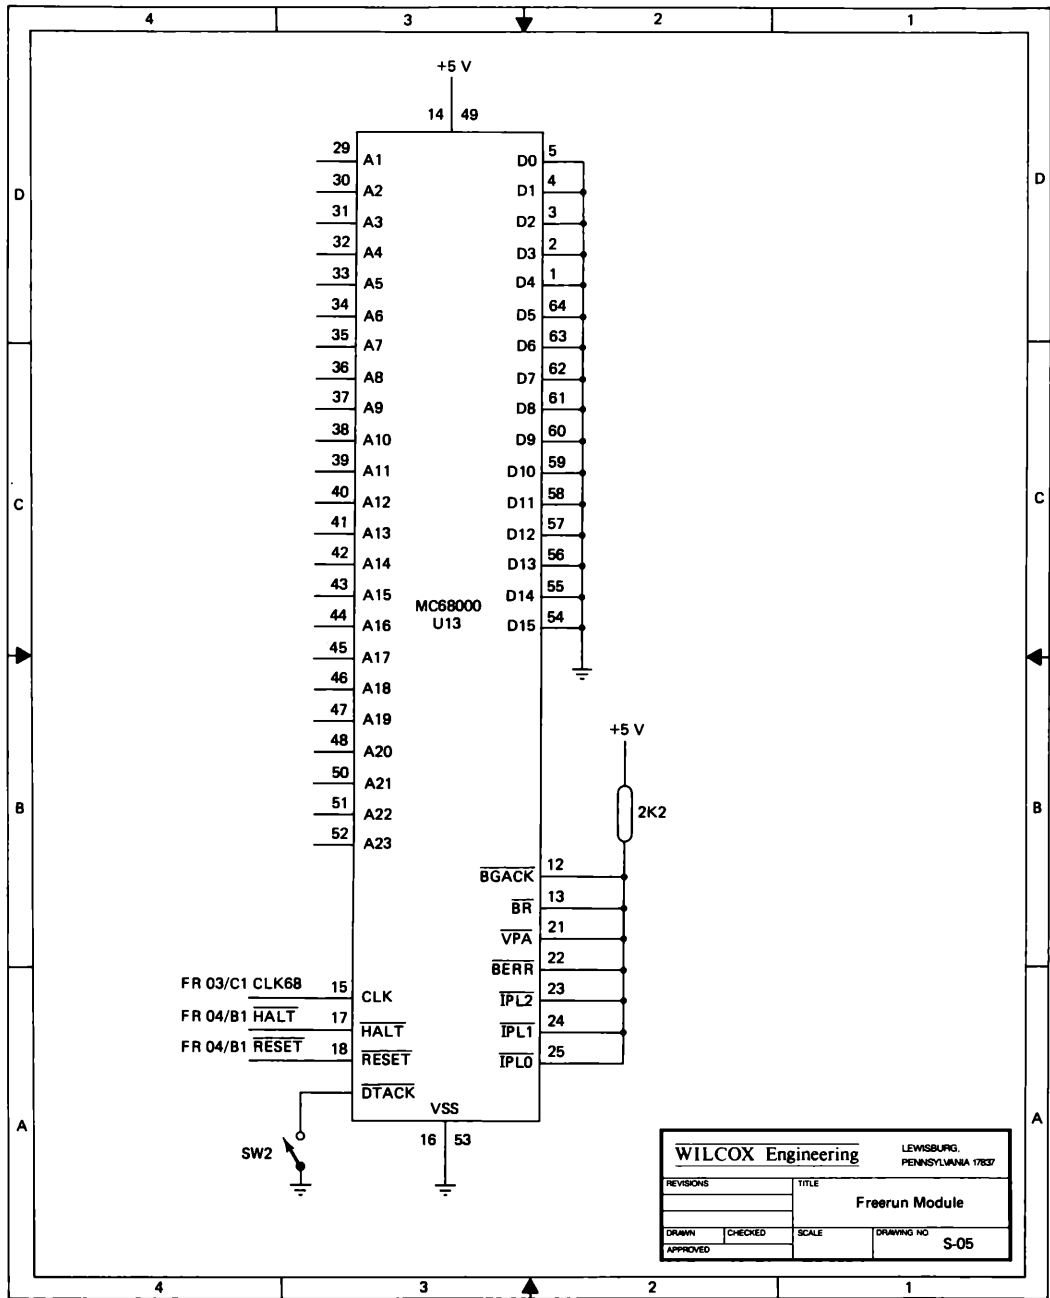 4 3 2 1
+5 V
14 49
29 A1 D0 5
30 A2 D1 4
31 A3 D2 3
32 A4 D3 2
33 A5 D4 1
34 A6 D5 64
35 A7 D6 63
36 A8 D7 62
37 A9 D8 61
38 A10 D9 60
39 A11 D10 59
40 A12 D11 58
41 A13 D12 57
42 A14 D13 56
43 A15 D14 55
44 A16 D15 54
MC68000
U13
45 A17
46 A18
47 A19
48 A20
50 A21
51 A22
52 A23
+5 V
2K2
BGACK 12
BR 13
VPA 21
BERR 22
IPL2 23
IPL1 24
IPL0 25
FR 03/C1 CLK68 15 CLK
FR 04/B1 HALT 17 HALT
FR 04/B1 RESET 18 RESET
DTACK
VSS
16 53
SW2
D D
C C
B B
A A
WILCOX Engineering
LEWISBURG,
PENNSYLVANIA 17837
REVISIONS
TITLE
Freerun Module
DRAWN CHECKED SCALE DRAWING NO S-05
APPROVED
4 3 2 1